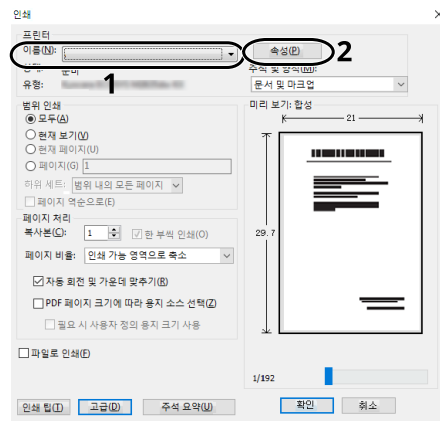 인쇄
프린터
이름(N):
속성(P)
2
준비
주석 및 양식(M):
1
유형:
문서 및 마크업
범위 인쇄
미리 보기: 합성
모두(A)
21
현재 보기(V)
현재 페이지(U)
페이지(G) 1
하위 세트: 범위 내의 모든 페이지
페이지 역순으로(E)
페이지 처리
복사본(C): 1 한 부씩 인쇄(O)
29.7
페이지 비율: 인쇄 가능 영역으로 축소
자동 회전 및 가운데 맞추기(R)
PDF 페이지 크기에 따라 용지 소스 선택(Z)
필요 시 사용자 정의 용지 크기 사용
파일로 인쇄(F)
1/192
인쇄 팁(T) 고급(D) 주석 요약(U) 확인 취소